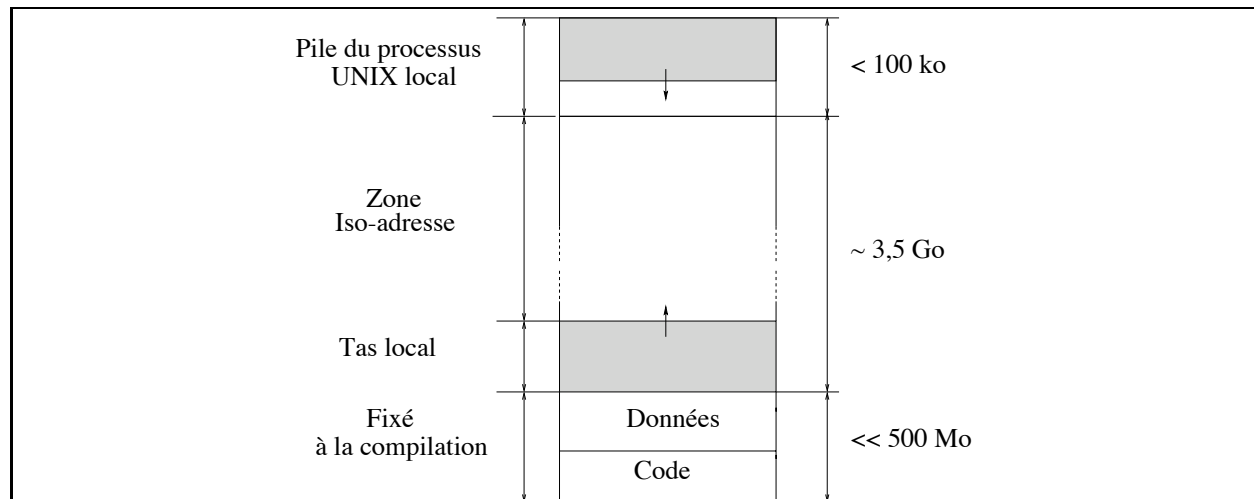 Pile du processus
UNIX local
< 100 ko
Zone
Iso-adresse
~ 3,5 Go
Tas local
Fixé
à la compilation
Données
<< 500 Mo
Code